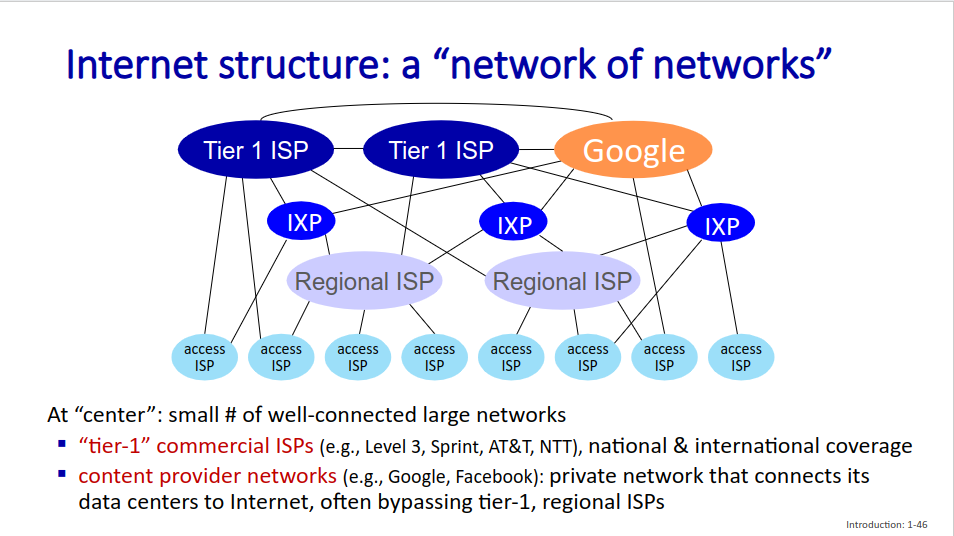 Internet structure: a “network of networks”
Tier 1 ISP
Tier 1 ISP
Google
IXP
IXP
IXP
Regional ISP
Regional ISP
access
ISP
access
ISP
access
ISP
access
ISP
access
ISP
access
ISP
access
ISP
access
ISP
At “center”: small # of well-connected large networks
▪ “tier-1” commercial ISPs (e.g., Level 3, Sprint, AT&T, NTT), national & international coverage
▪ content provider networks (e.g., Google, Facebook): private network that connects its
data centers to Internet, often bypassing tier-1, regional ISPs
Introduction: 1-46